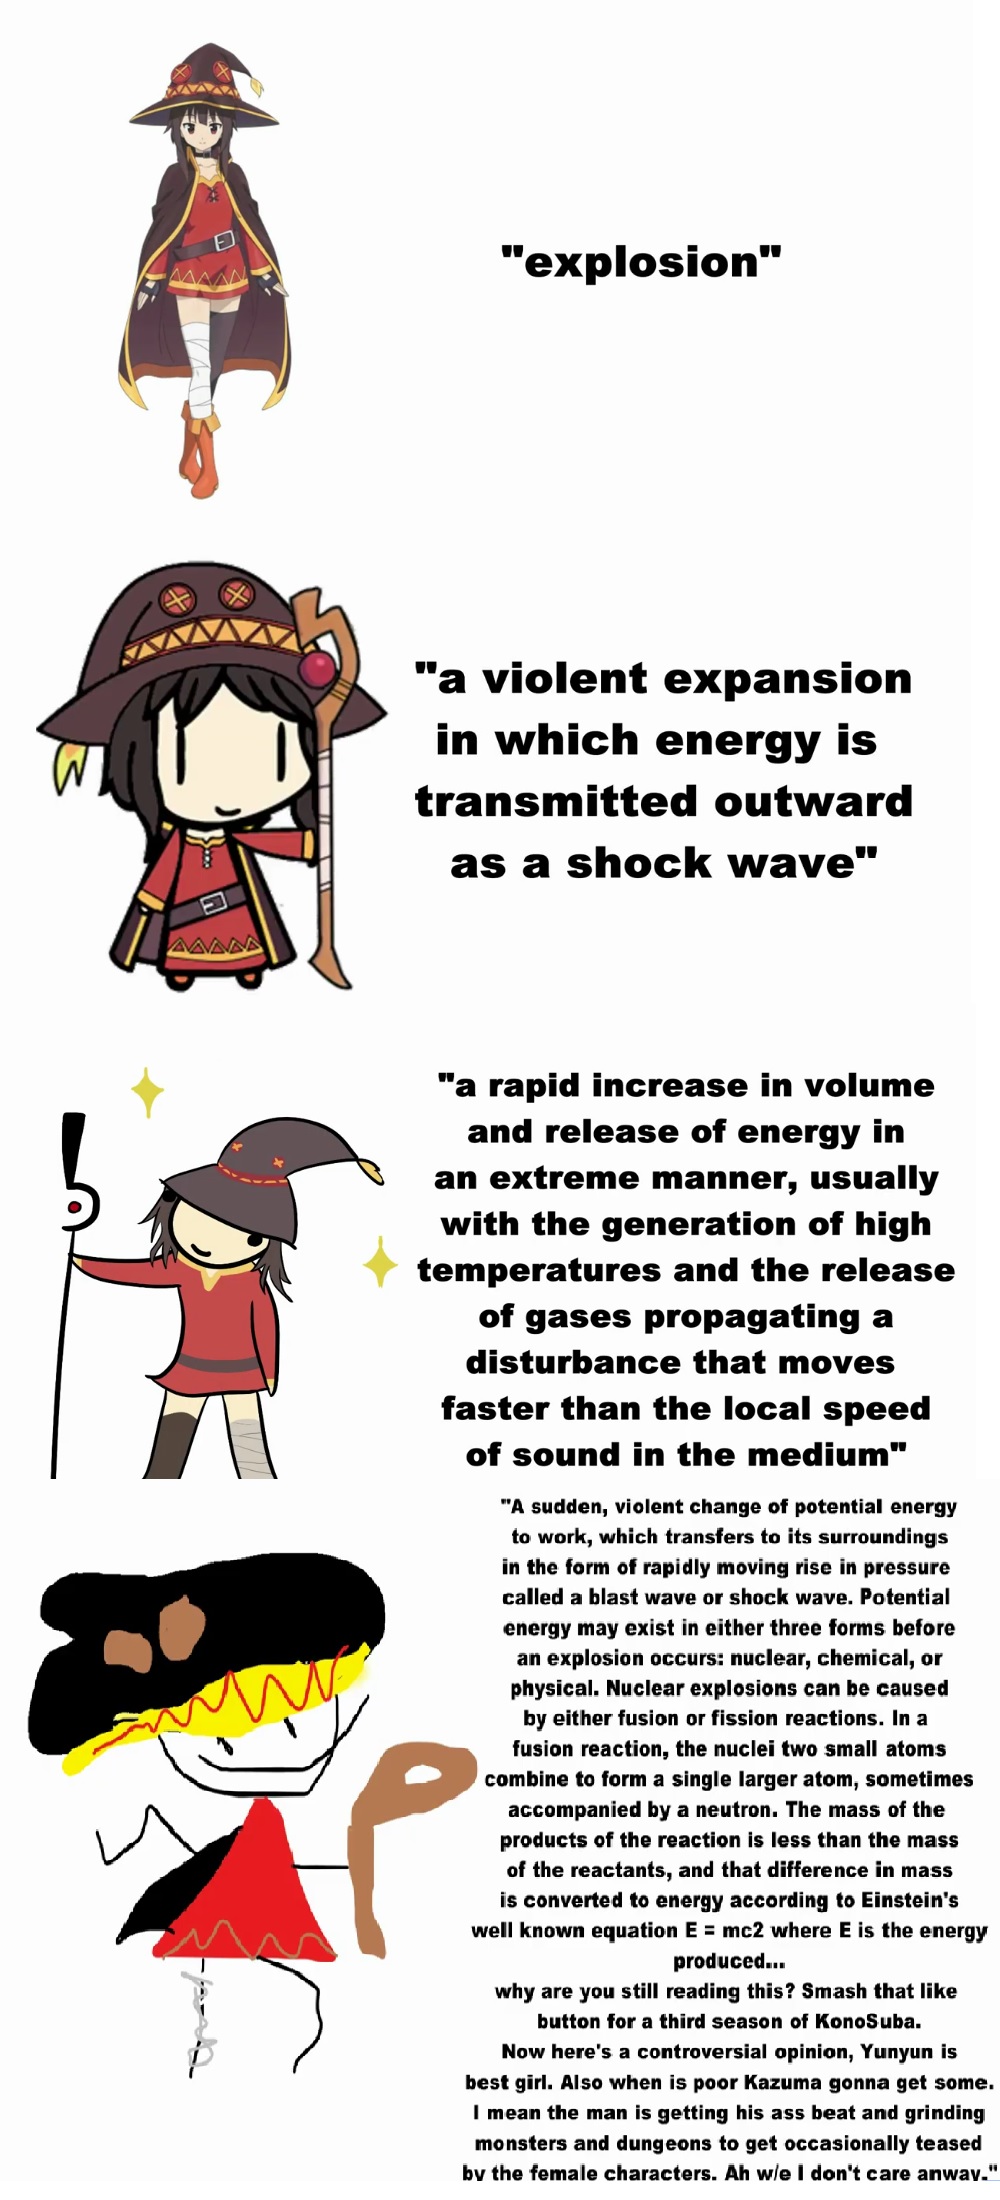 "explosion"
"a violent expansion
in which energy is
transmitted outward
as a shock wave"
"a rapid increase in volume
and release of energy in
an extreme manner, usually
with the generation of high
temperatures and the release
of gases propagating a
disturbance that moves
faster than the local speed
of sound in the medium"
"A sudden, violent change of potential energy
to work, which transfers to its surroundings
in the form of rapidly moving rise in pressure
called a blast wave or shock wave. Potential
energy may exist in either three forms before
an explosion occurs: nuclear, chemical, or
physical. Nuclear explosions can be caused
by either fusion or fission reactions. In a
fusion reaction, the nuclei two small atoms
combine to form a single larger atom, sometimes
accompanied by a neutron. The mass of the
products of the reaction is less than the mass
of the reactants, and that difference in mass
is converted to energy according to Einstein's
well known equation E = mc2 where E is the energy
produced...
why are you still reading this? Smash that like
button for a third season of KonoSuba.
Now here's a controversial opinion, Yunyun is
best girl. Also when is poor Kazuma gonna get some.
I mean the man is getting his ass beat and grinding
monsters and dungeons to get occasionally teased
by the female characters. Ah w/e I don't care anway."